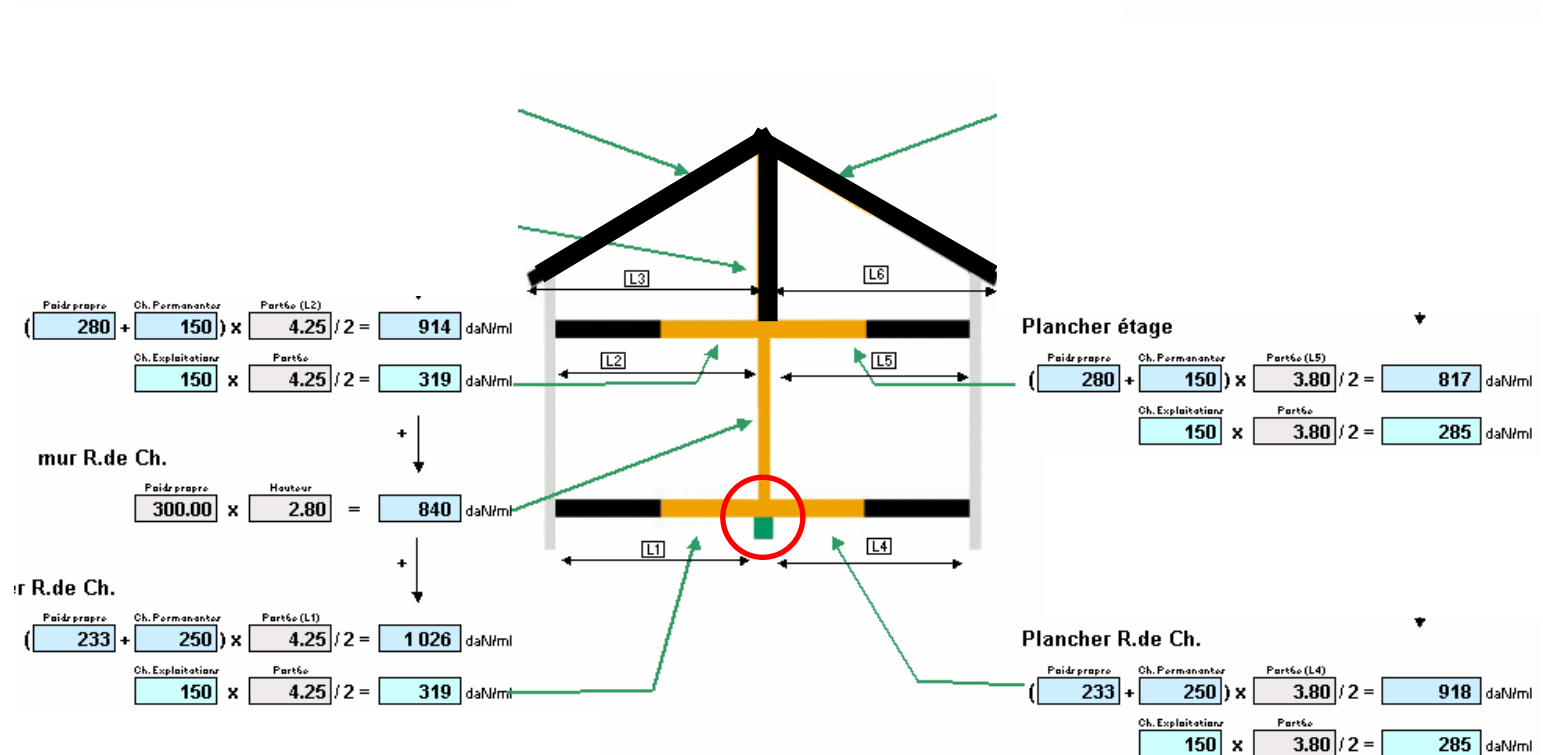 L3
L6
Poids propre Ch. Permanantes Portée (L2)
( 280 + 150 ) x 4.25 / 2 = 914 daN/ml
Ch. Exploitations Portée
150 x 4.25 / 2 = 319 daN/ml
L2
L5
Plancher étage
Poids propre Ch. Permanantes Portée (L5)
( 280 + 150 ) x 3.80 / 2 = 817 daN/ml
Ch. Exploitations Portée
150 x 3.80 / 2 = 285 daN/ml
+
mur R.de Ch.
Poids propre Hauteur
300.00 x 2.80 = 840 daN/ml
L1
L4
+
er R.de Ch.
Poids propre Ch. Permanantes Portée (L1)
( 233 + 250 ) x 4.25 / 2 = 1 026 daN/ml
Ch. Exploitations Portée
150 x 4.25 / 2 = 319 daN/ml
Plancher R.de Ch.
Poids propre Ch. Permanantes Portée (L4)
( 233 + 250 ) x 3.80 / 2 = 918 daN/ml
Ch. Exploitations Portée
150 x 3.80 / 2 = 285 daN/ml